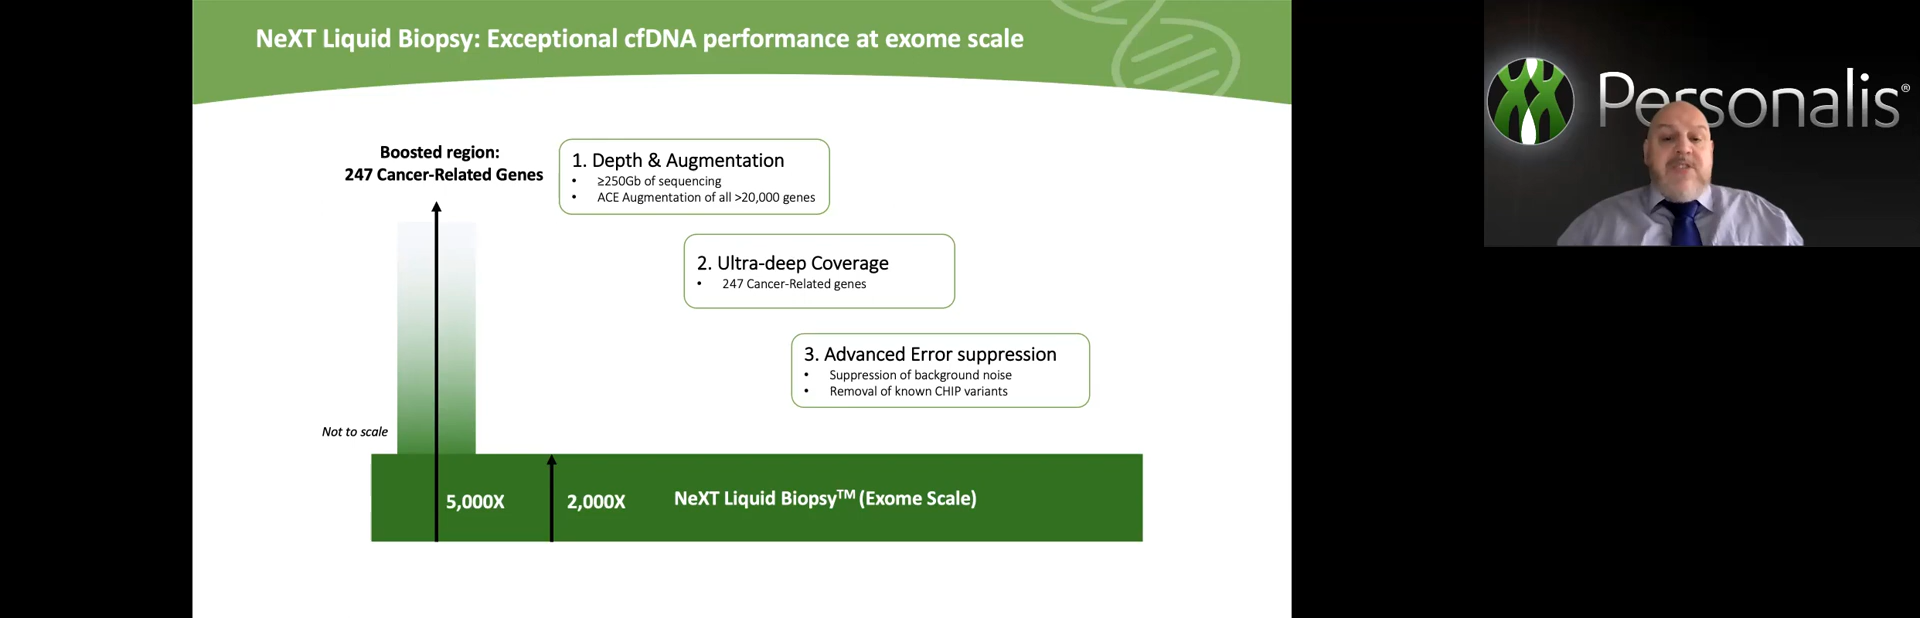 NeXT Liquid Biopsy: Exceptional cfDNA performance at exome scale
Boosted region:
247 Cancer-Related Genes
1. Depth & Augmentation
• ≥250Gb of sequencing
• ACE Augmentation of all >20,000 genes
2. Ultra-deep Coverage
• 247 Cancer-Related genes
3. Advanced Error suppression
• Suppression of background noise
• Removal of known CHIP variants
Not to scale
5,000X
2,000X
NeXT Liquid Biopsy™ (Exome Scale)
Personalis®